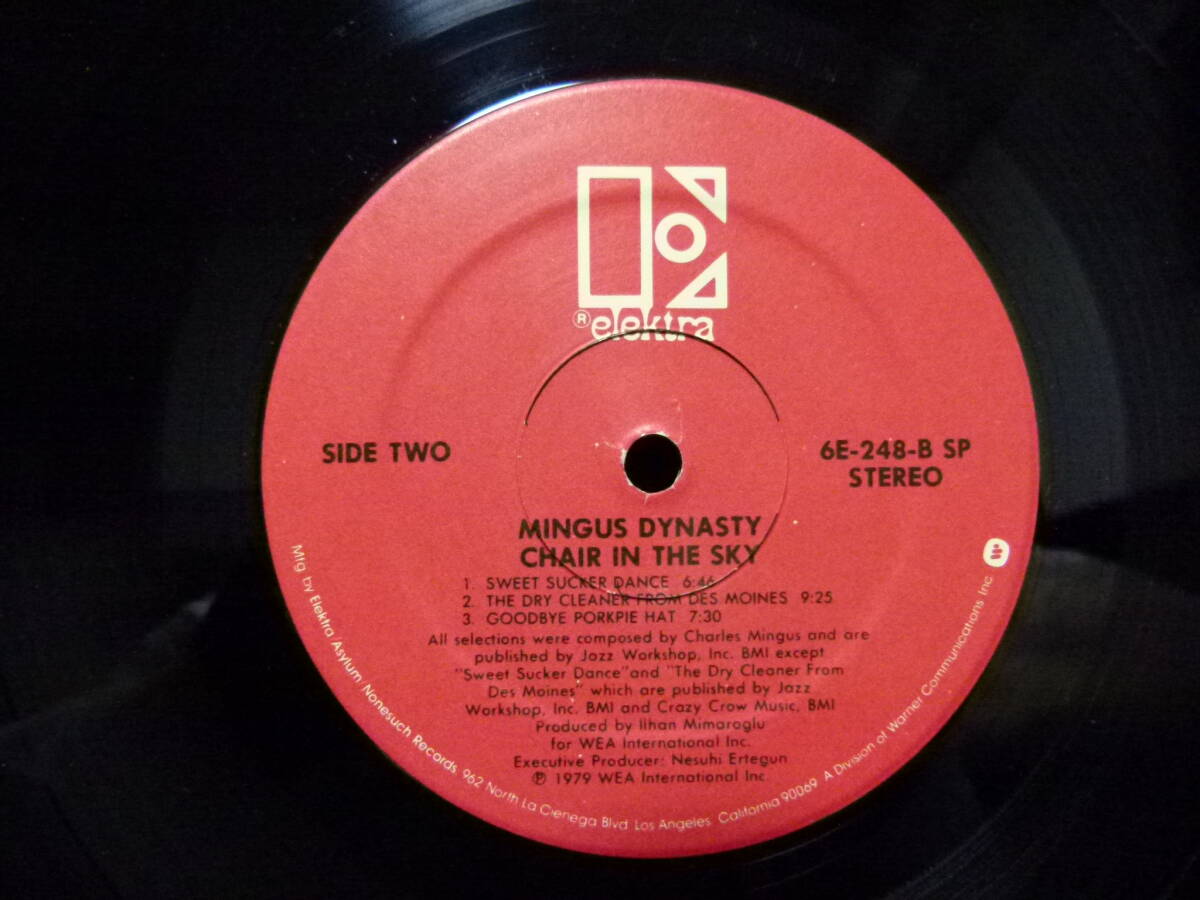 ® elektra
SIDE TWO
6E-248-B SP
STEREO
MINGUS DYNASTY
CHAIR IN THE SKY
1. SWEET SUCKER DANCE 6:46
2. THE DRY CLEANER FROM DES MOINES 9:25
3. GOODBYE PORKPIE HAT 7:30
All selections were composed by Charles Mingus and are
published by Jazz Workshop, Inc. BMI except
"Sweet Sucker Dance" and "The Dry Cleaner From
Des Moines" which are published by Jazz
Workshop, Inc. BMI and Crazy Crow Music, BMI
Produced by Ilhan Mimaroglu
for WEA International Inc.
Executive Producer: Nesuhi Ertegun
℗ 1979 WEA International Inc.
Mfg. by Elektra/Asylum/Nonesuch Records, 962 North La Cienega Blvd. Los Angeles, California 90069. A Division of Warner Communications Inc.